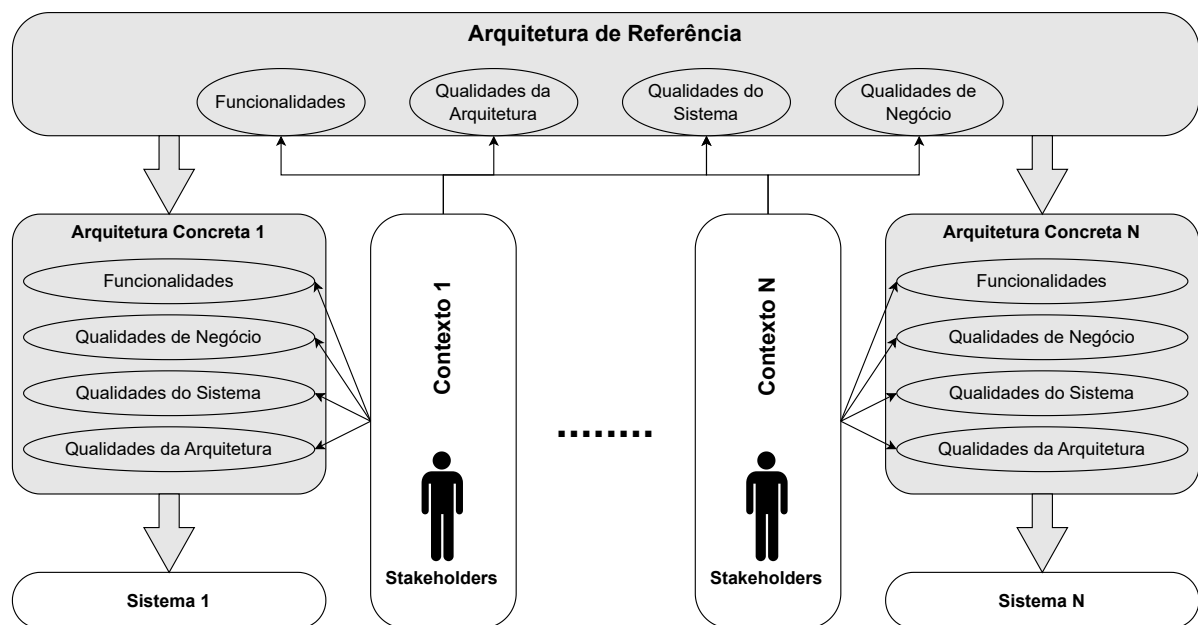 Arquitetura de Referência
Funcionalidades
Qualidades da
Arquitetura
Qualidades do
Sistema
Qualidades de
Negócio
Arquitetura Concreta 1
Funcionalidades
Qualidades de Negócio
Qualidades do Sistema
Qualidades da Arquitetura
Sistema 1
Contexto 1
Stakeholders
........
Contexto N
Stakeholders
Arquitetura Concreta N
Funcionalidades
Qualidades de Negócio
Qualidades do Sistema
Qualidades da Arquitetura
Sistema N